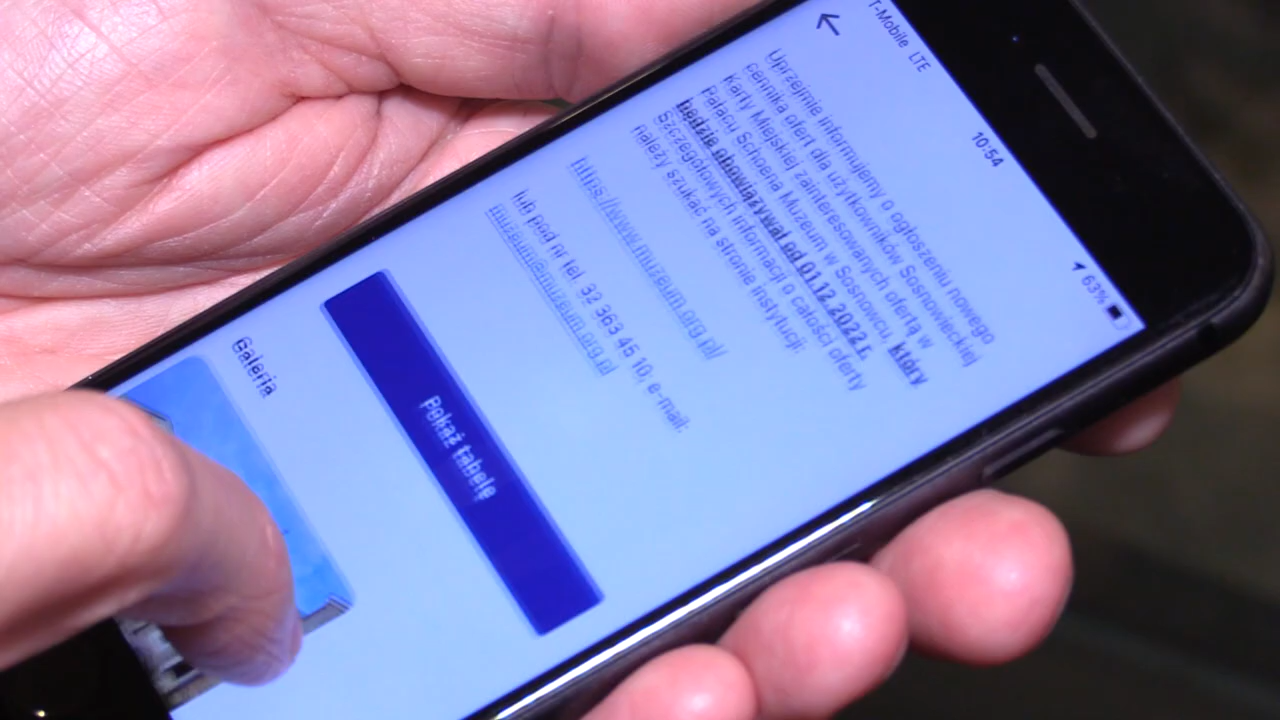 T-Mobile LTE
10:54
63%
Uprzejmie informujemy o ogłoszeniu nowego
cennika ofert dla użytkowników Sosnowieckiej
Karty Miejskiej zainteresowanych ofertą w
Pałacu Schoena Muzeum w Sosnowcu, który
będzie obowiązywał od 01.12.2022 r.
Szczegółowych informacji o całości oferty
należy szukać na stronie instytucji:
https://www.muzeum.org.pl/
lub pod nr tel. 32 363 45 10, e-mail:
muzeum@muzeum.org.pl
Pokaż tabelę
Galeria